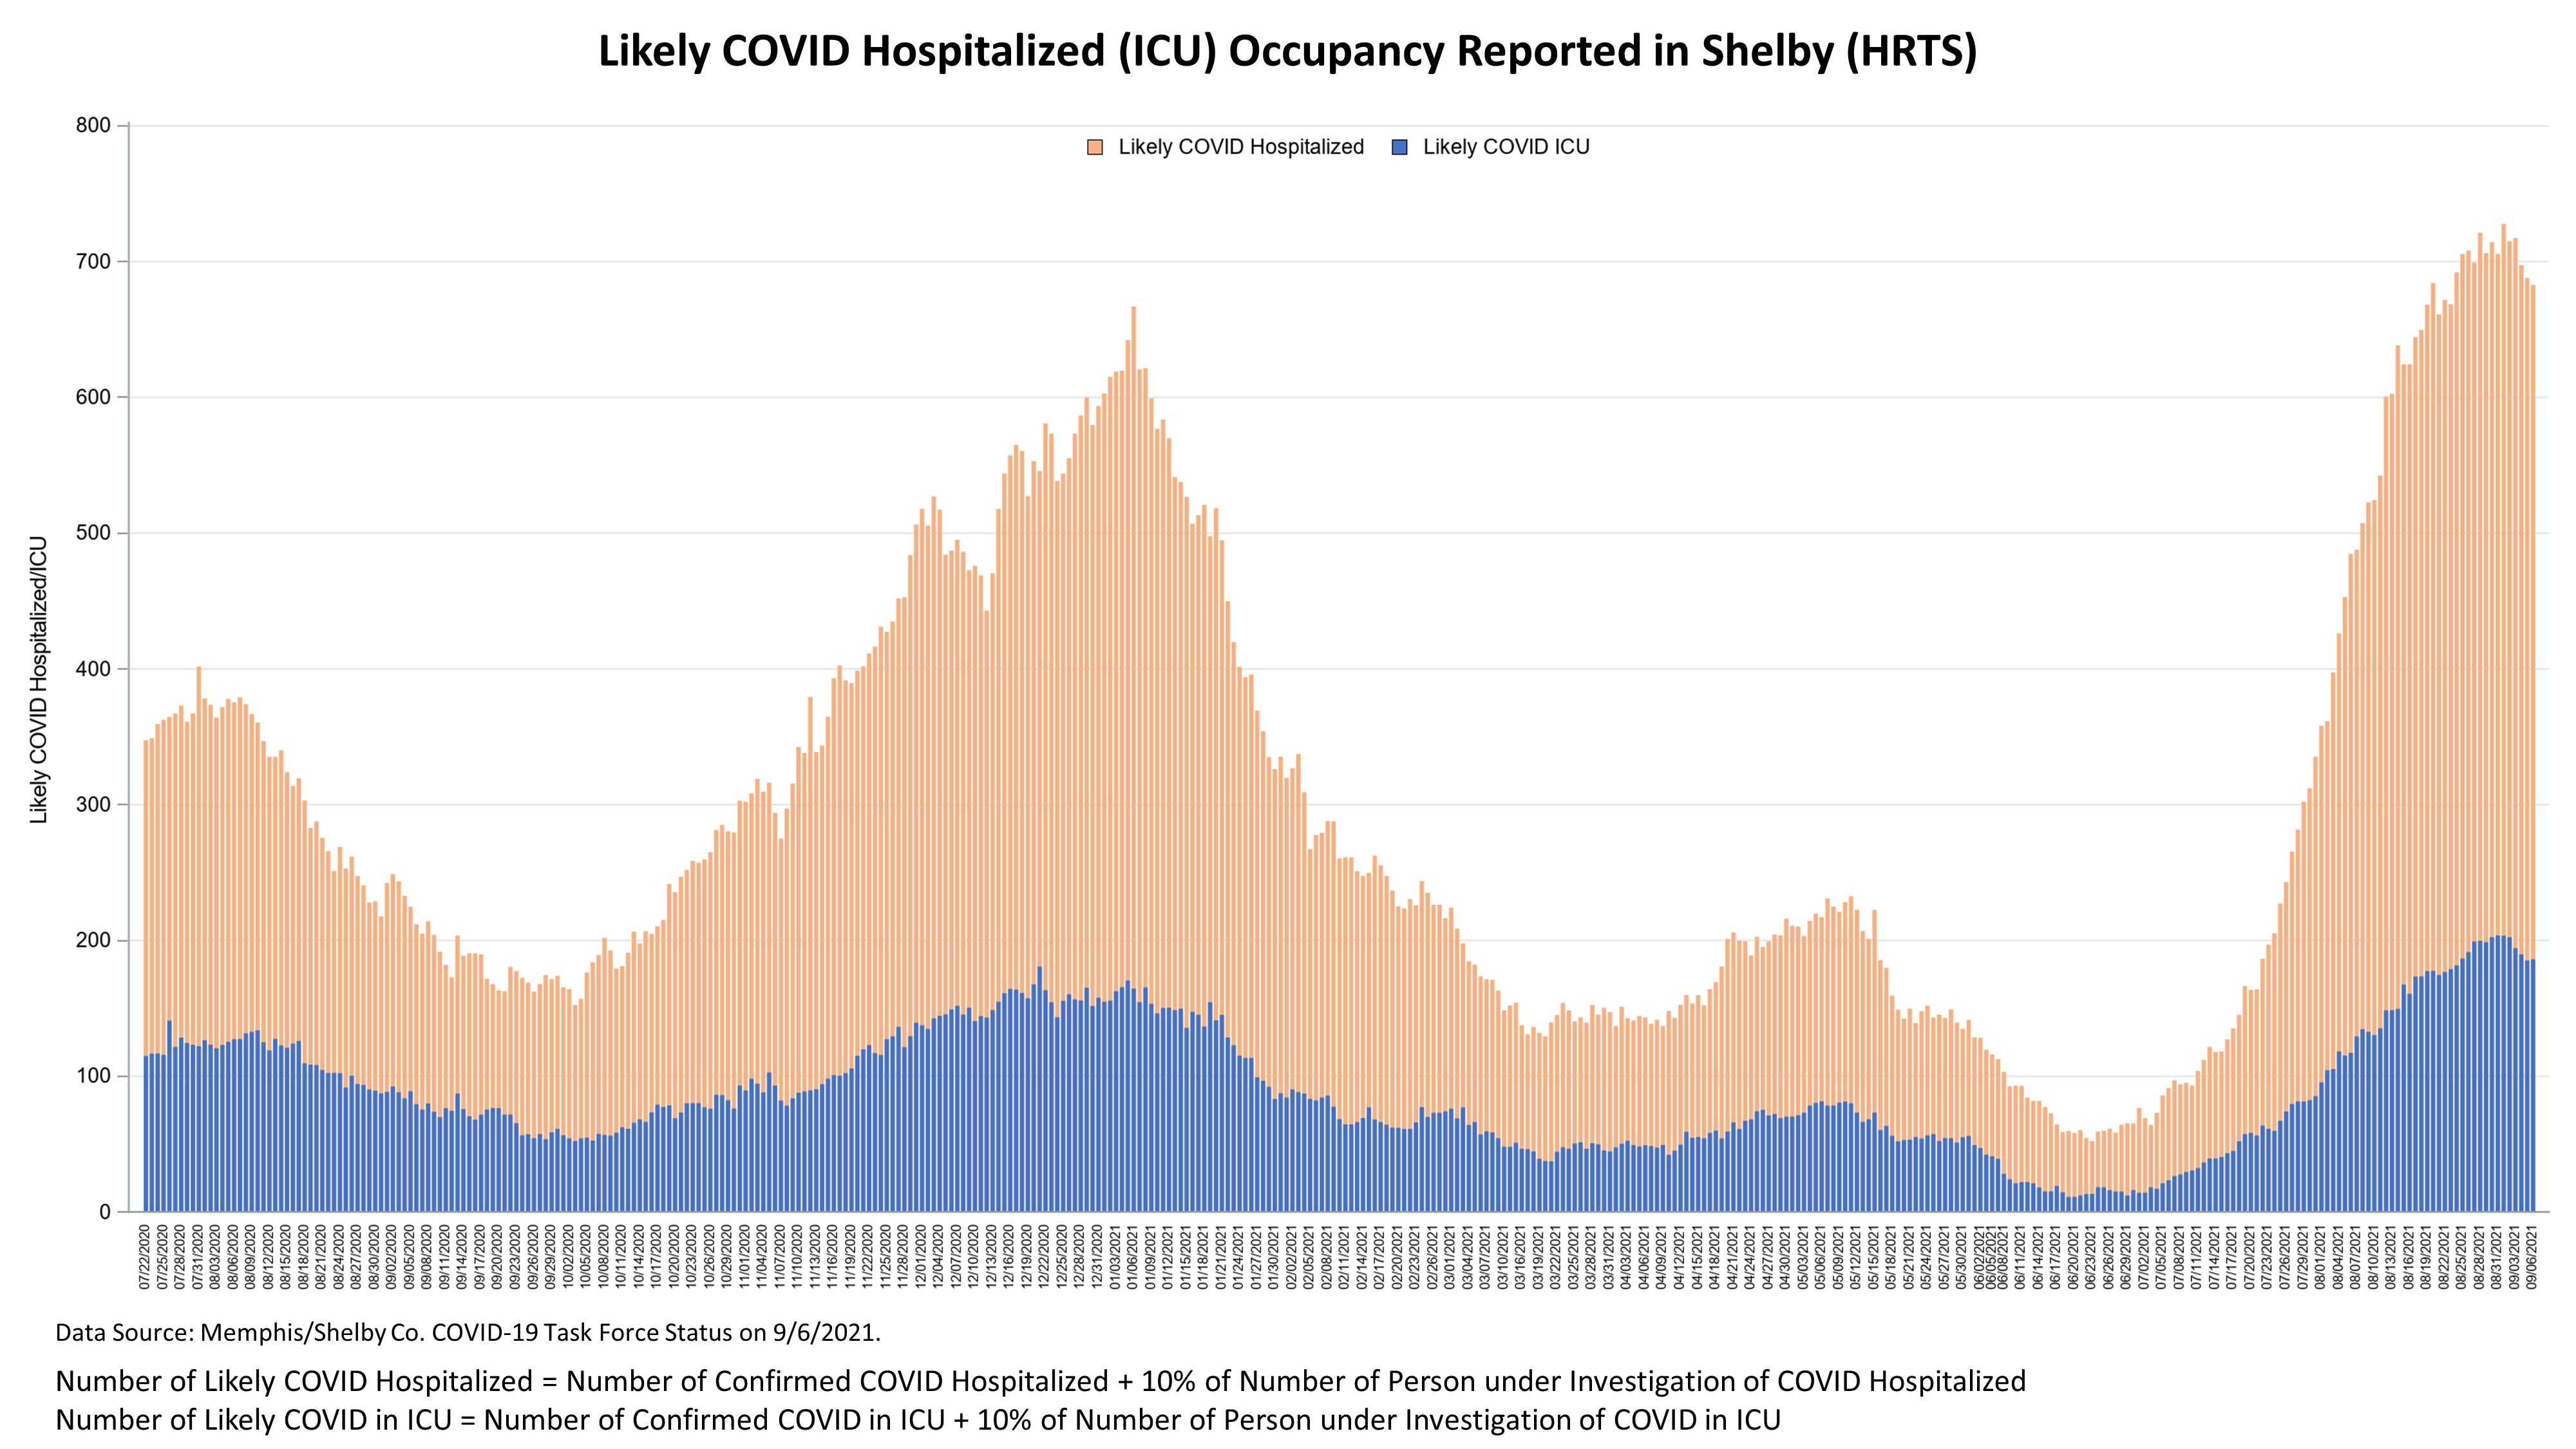 Likely COVID Hospitalized (ICU) Occupancy Reported in Shelby (HRTS)
Likely COVID Hospitalized Likely COVID ICU
Likely COVID Hospitalized/ICU
800
700
600
500
400
300
200
100
0
07/22/2020 07/25/2020 07/28/2020 07/31/2020 08/03/2020 08/06/2020 08/09/2020 08/12/2020 08/15/2020 08/18/2020 08/21/2020 08/24/2020 08/27/2020 08/30/2020 09/02/2020 09/05/2020 09/08/2020 09/11/2020 09/14/2020 09/17/2020 09/20/2020 09/23/2020 09/26/2020 09/29/2020 10/02/2020 10/05/2020 10/08/2020 10/11/2020 10/14/2020 10/17/2020 10/20/2020 10/23/2020 10/26/2020 10/29/2020 11/01/2020 11/04/2020 11/07/2020 11/10/2020 11/13/2020 11/16/2020 11/19/2020 11/22/2020 11/25/2020 11/28/2020 12/01/2020 12/04/2020 12/07/2020 12/10/2020 12/13/2020 12/16/2020 12/19/2020 12/22/2020 12/25/2020 12/28/2020 12/31/2020 01/03/2021 01/06/2021 01/09/2021 01/12/2021 01/15/2021 01/18/2021 01/21/2021 01/24/2021 01/27/2021 01/30/2021 02/02/2021 02/05/2021 02/08/2021 02/11/2021 02/14/2021 02/17/2021 02/20/2021 02/23/2021 02/26/2021 03/01/2021 03/04/2021 03/07/2021 03/10/2021 03/16/2021 03/19/2021 03/22/2021 03/25/2021 03/28/2021 03/31/2021 04/03/2021 04/06/2021 04/09/2021 04/12/2021 04/15/2021 04/18/2021 04/21/2021 04/24/2021 04/27/2021 04/30/2021 05/03/2021 05/06/2021 05/09/2021 05/12/2021 05/15/2021 05/18/2021 05/21/2021 05/24/2021 05/27/2021 05/30/2021 06/02/2021 06/05/2021 06/08/2021 06/11/2021 06/14/2021 06/17/2021 06/20/2021 06/23/2021 06/26/2021 06/29/2021 07/02/2021 07/05/2021 07/08/2021 07/11/2021 07/14/2021 07/17/2021 07/20/2021 07/23/2021 07/26/2021 07/29/2021 08/01/2021 08/04/2021 08/07/2021 08/10/2021 08/13/2021 08/16/2021 08/19/2021 08/22/2021 08/25/2021 08/28/2021 08/31/2021 09/03/2021 09/06/2021
Data Source: Memphis/Shelby Co. COVID-19 Task Force Status on 9/6/2021.
Number of Likely COVID Hospitalized = Number of Confirmed COVID Hospitalized + 10% of Number of Person under Investigation of COVID Hospitalized
Number of Likely COVID in ICU = Number of Confirmed COVID in ICU + 10% of Number of Person under Investigation of COVID in ICU